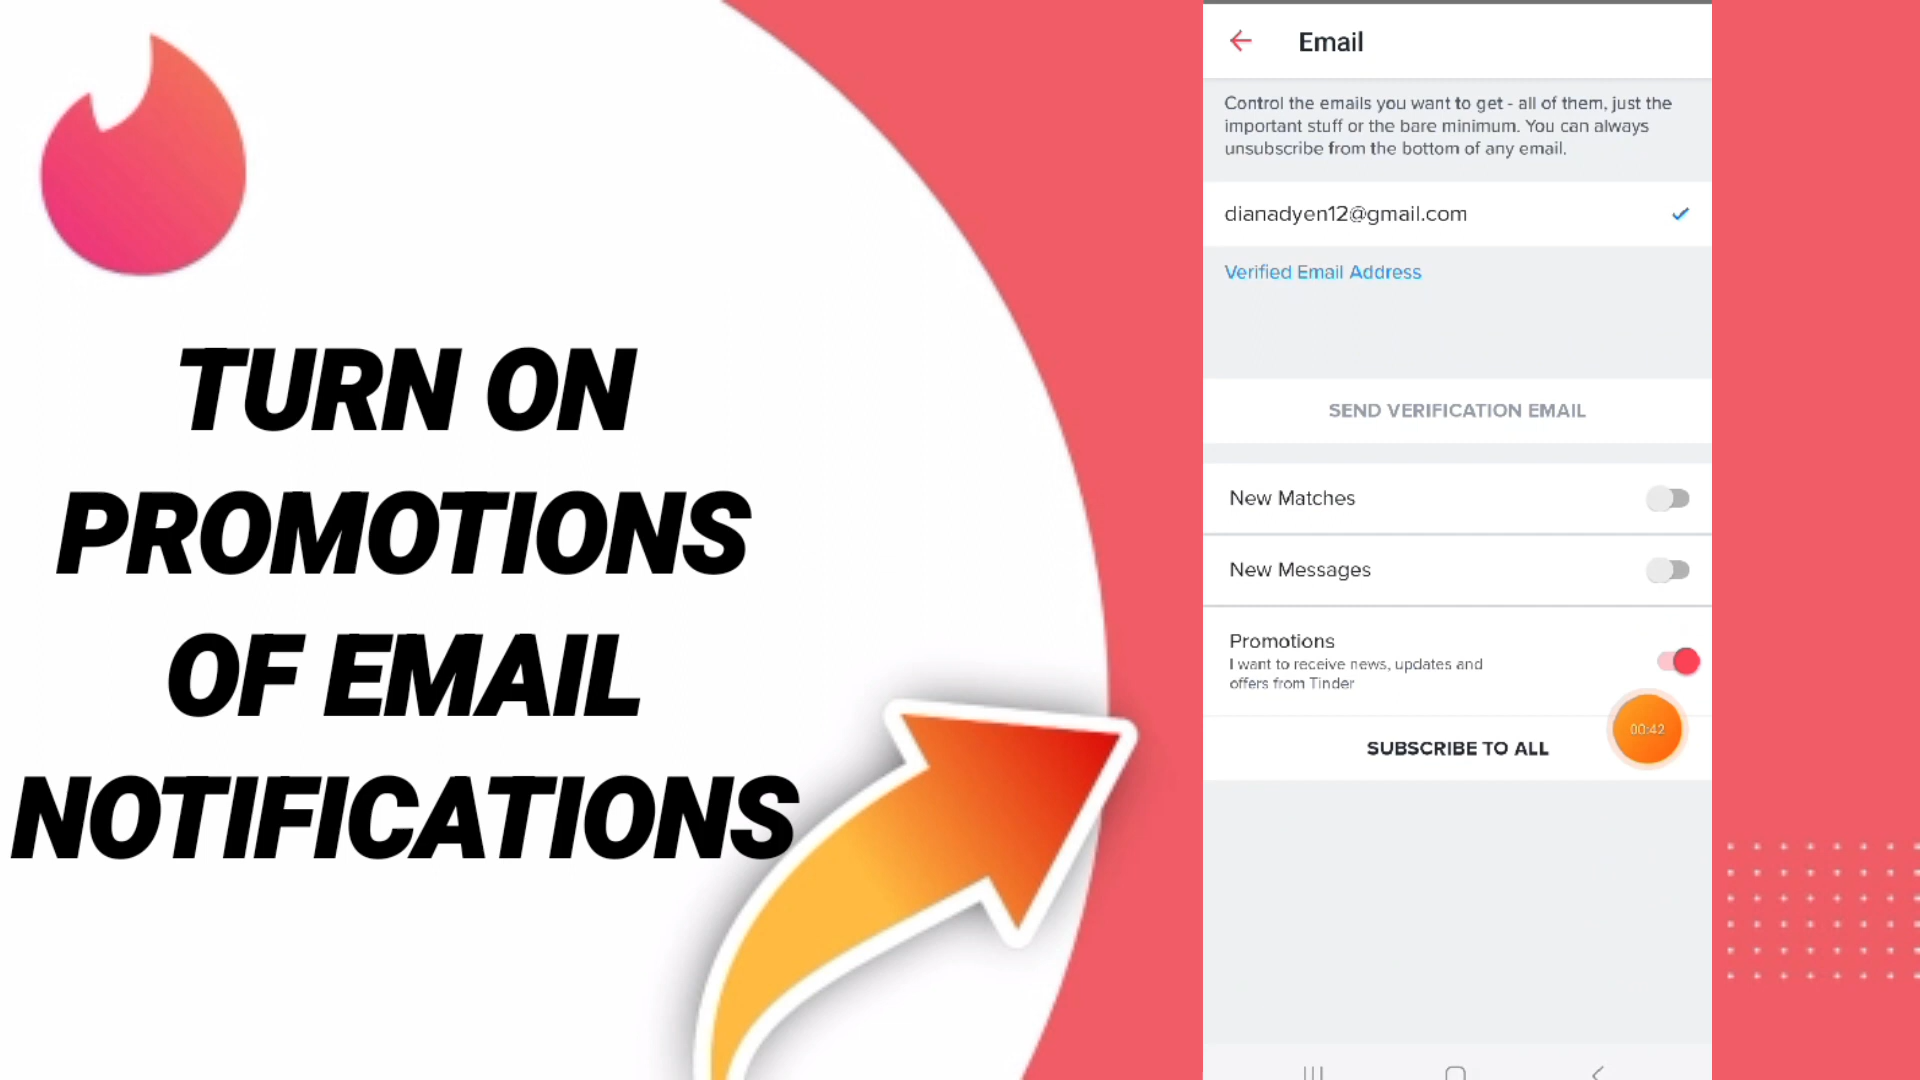 TURN ON
PROMOTIONS
OF EMAIL
NOTIFICATIONS
Email
Control the emails you want to get - all of them, just the
important stuff or the bare minimum. You can always
unsubscribe from the bottom of any email.
dianadyen12@gmail.com
Verified Email Address
SEND VERIFICATION EMAIL
New Matches
New Messages
Promotions
I want to receive news, updates and
offers from Tinder
00:42
SUBSCRIBE TO ALL